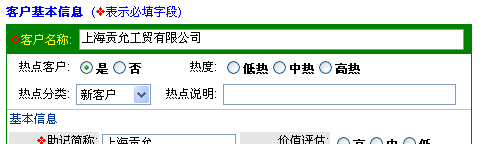 客户基本信息 (❖表示必填字段)
❖客户名称: 上海贡允工贸有限公司
热点客户: 是 否 热度: 低热 中热 高热
热点分类: 新客户 热点说明:
基本信息
❖助记简称: 上海贡允 价值评估: 高 中 低